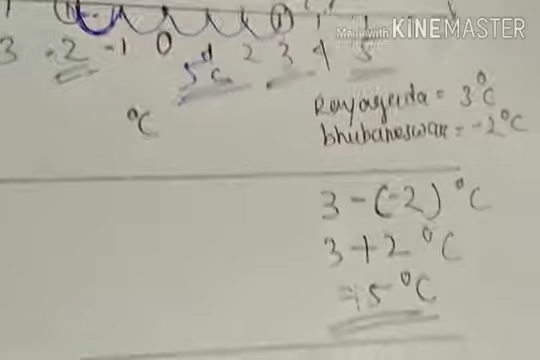 Made with KINEMASTER
3 -2 -1 0 2 3 4 5
5°C
°C
Rayagada = 3°C
bhubaneswar = -2°C
3-(-2) °C
3+2 °C
=+5 °C